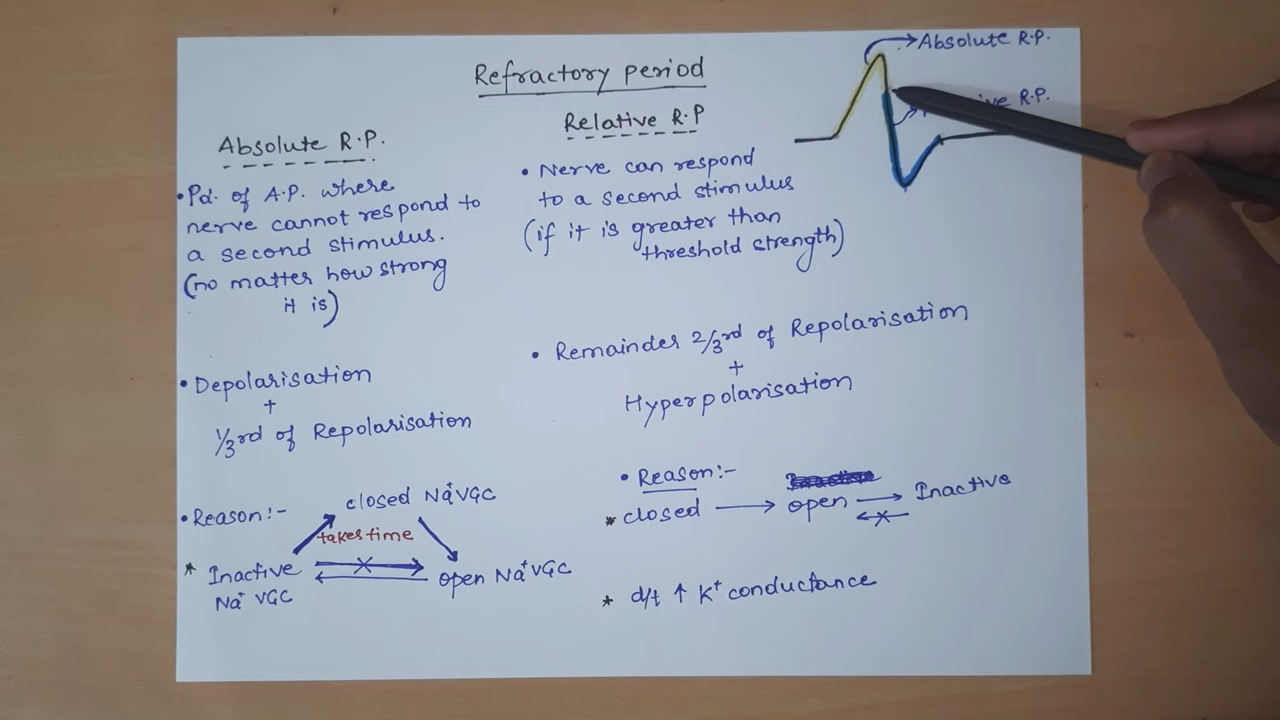 Refractory period
Absolute R.P.
R.P.
Absolute R.P.
• Pd. of A.P. where
nerve cannot respond to
a second stimulus.
(no matter how strong
it is)
• Depolarisation
+
1/3rd of Repolarisation
• Reason:-
closed Na+ VGC
takes time
* Inactive
Na+ VGC
open Na+ VGC
Relative R.P
• Nerve can respond
to a second stimulus
(if it is greater than
threshold strength)
• Remainder 2/3rd of Repolarisation
+
Hyperpolarisation
• Reason:-
* closed → open → Inactive
* d/t ↑ K+ conductance